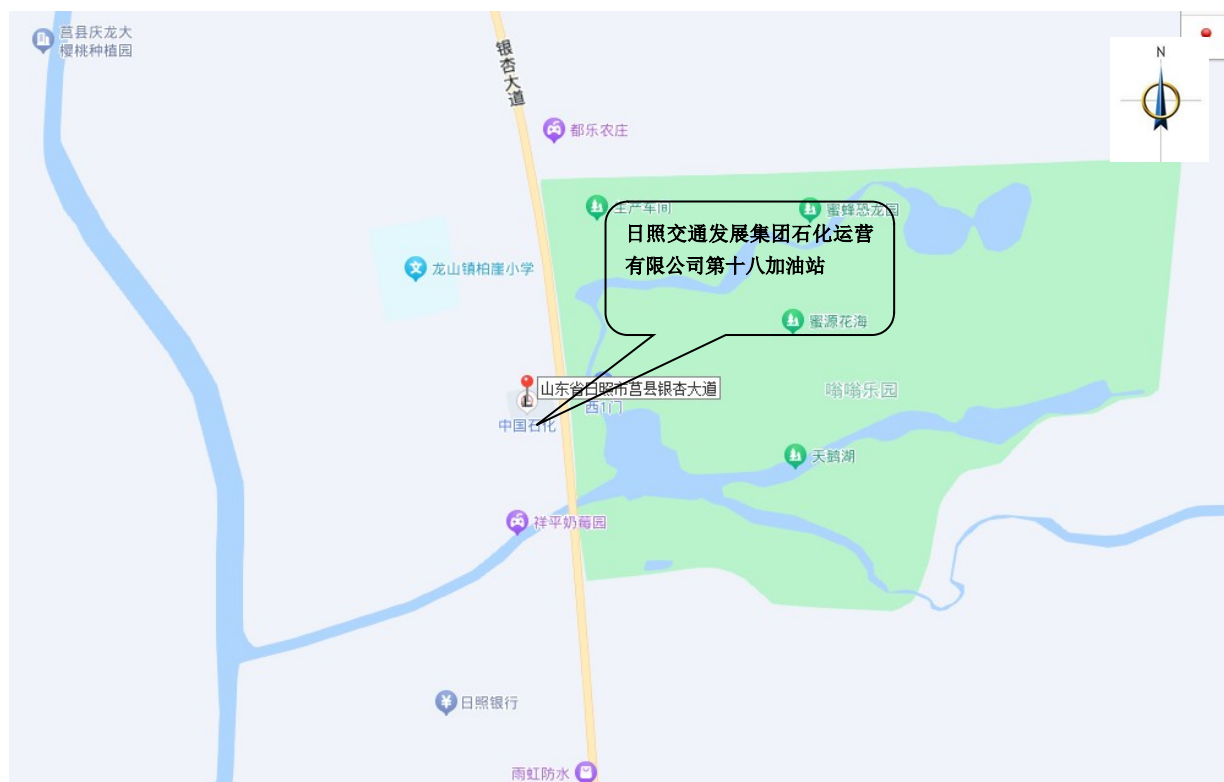 莒县庆龙大
樱桃种植园
银杏大道
N
都乐农庄
生产车间
蜜蜂恐龙园
日照交通发展集团石化运营
有限公司第十八加油站
龙山镇柏崖小学
蜜源花海
山东省日照市莒县银杏大道
嗡嗡乐园
西1门
中国石化
天鹅湖
祥平奶莓园
日照银行
雨虹防水